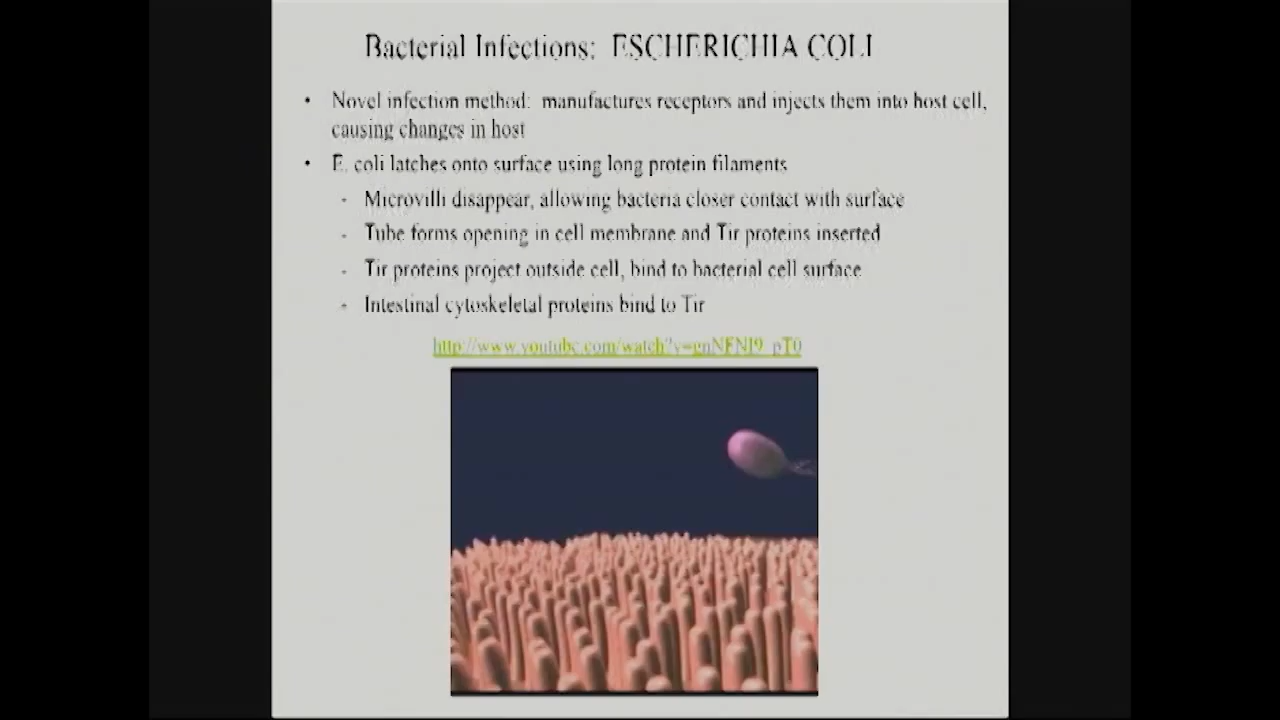 Bacterial Infections: ESCHERICHIA COLI
• Novel infection method: manufactures receptors and injects them into host cell,
causing changes in host
• E. coli latches onto surface using long protein filaments
- Microvilli disappear, allowing bacteria closer contact with surface
- Tube forms opening in cell membrane and Tir proteins inserted
- Tir proteins project outside cell, bind to bacterial cell surface
- Intestinal cytoskeletal proteins bind to Tir